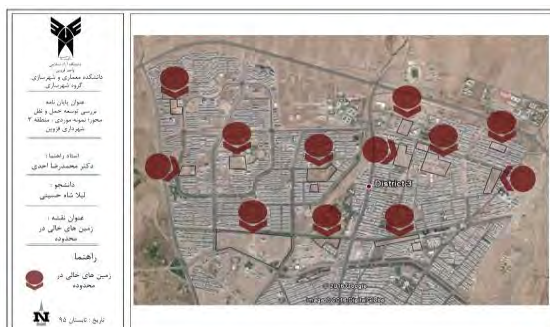 دانشگاه آزاد اسلامی
واحد قزوین
دانشکده معماری و شهرسازی
گروه شهرسازی
عنوان پایان نامه
بررسی توسعه حمل و نقل
محور؛ نمونه موردی : منطقه ۳
شهرداری قزوین
استاد راهنما :
دکتر محمدرضا احدی
دانشجو :
لیلا شاه حسینی
عنوان نقشه :
زمین های خالی در
محدوده
راهنما
زمین های خالی در
محدوده
N
تاریخ : تابستان ۹۵
District3